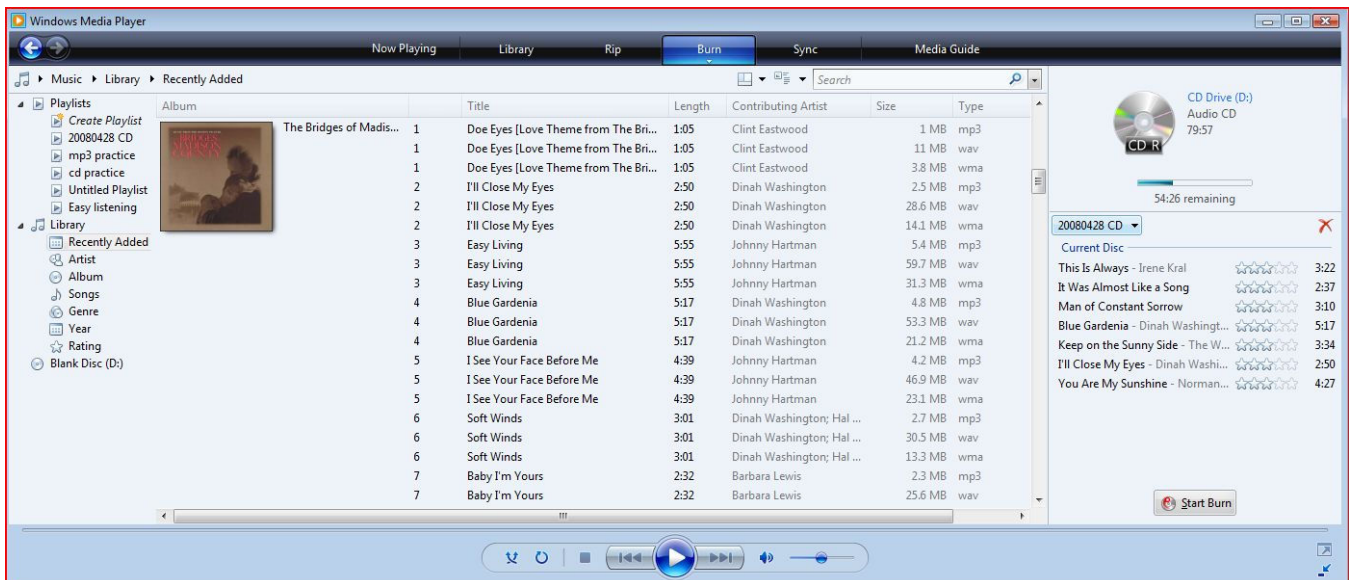 Windows Media Player
Now Playing Library Rip Burn Sync Media Guide
Music Library Recently Added Search
Playlists
Create Playlist
20080428 CD
mp3 practice
cd practice
Untitled Playlist
Easy listening
Library
Recently Added
Artist
Album
Songs
Genre
Year
Rating
Blank Disc (D:)
Album Title Length Contributing Artist Size Type
BRIDGES
The Bridges of Madis... 1 Doe Eyes [Love Theme from The Bri... 1:05 Clint Eastwood 1 MB mp3
1 Doe Eyes [Love Theme from The Bri... 1:05 Clint Eastwood 11 MB wav
1 Doe Eyes [Love Theme from The Bri... 1:05 Clint Eastwood 3.8 MB wma
2 I'll Close My Eyes 2:50 Dinah Washington 2.5 MB mp3
2 I'll Close My Eyes 2:50 Dinah Washington 28.6 MB wav
2 I'll Close My Eyes 2:50 Dinah Washington 14.1 MB wma
3 Easy Living 5:55 Johnny Hartman 5.4 MB mp3
3 Easy Living 5:55 Johnny Hartman 59.7 MB wav
3 Easy Living 5:55 Johnny Hartman 31.3 MB wma
4 Blue Gardenia 5:17 Dinah Washington 4.8 MB mp3
4 Blue Gardenia 5:17 Dinah Washington 53.3 MB wav
4 Blue Gardenia 5:17 Dinah Washington 21.2 MB wma
5 I See Your Face Before Me 4:39 Johnny Hartman 4.2 MB mp3
5 I See Your Face Before Me 4:39 Johnny Hartman 46.9 MB wav
5 I See Your Face Before Me 4:39 Johnny Hartman 23.1 MB wma
6 Soft Winds 3:01 Dinah Washington; Hal ... 2.7 MB mp3
6 Soft Winds 3:01 Dinah Washington; Hal ... 30.5 MB wav
6 Soft Winds 3:01 Dinah Washington; Hal ... 13.3 MB wma
7 Baby I'm Yours 2:32 Barbara Lewis 2.3 MB mp3
7 Baby I'm Yours 2:32 Barbara Lewis 25.6 MB wav
CD Drive (D:)
Audio CD
79:57
CD R
54:26 remaining
20080428 CD
Current Disc
This Is Always - Irene Kral 3:22
It Was Almost Like a Song 2:37
Man of Constant Sorrow 3:10
Blue Gardenia - Dinah Washingt... 5:17
Keep on the Sunny Side - The W... 3:34
I'll Close My Eyes - Dinah Washi... 2:50
You Are My Sunshine - Norman... 4:27
Start Burn